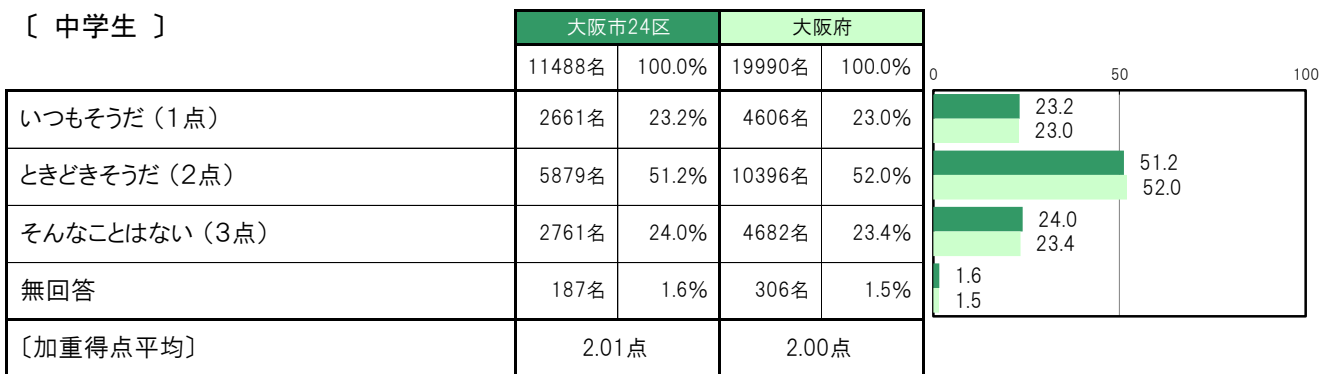 〔 中学生 〕
大阪市24区 大阪府
11488名 100.0% 19990名 100.0%
0 50 100
いつもそうだ （1点） 2661名 23.2% 4606名 23.0%
23.2
23.0
ときどきそうだ （2点） 5879名 51.2% 10396名 52.0%
51.2
52.0
そんなことはない （3点） 2761名 24.0% 4682名 23.4%
24.0
23.4
無回答 187名 1.6% 306名 1.5%
1.6
1.5
〔加重得点平均〕 2.01点 2.00点